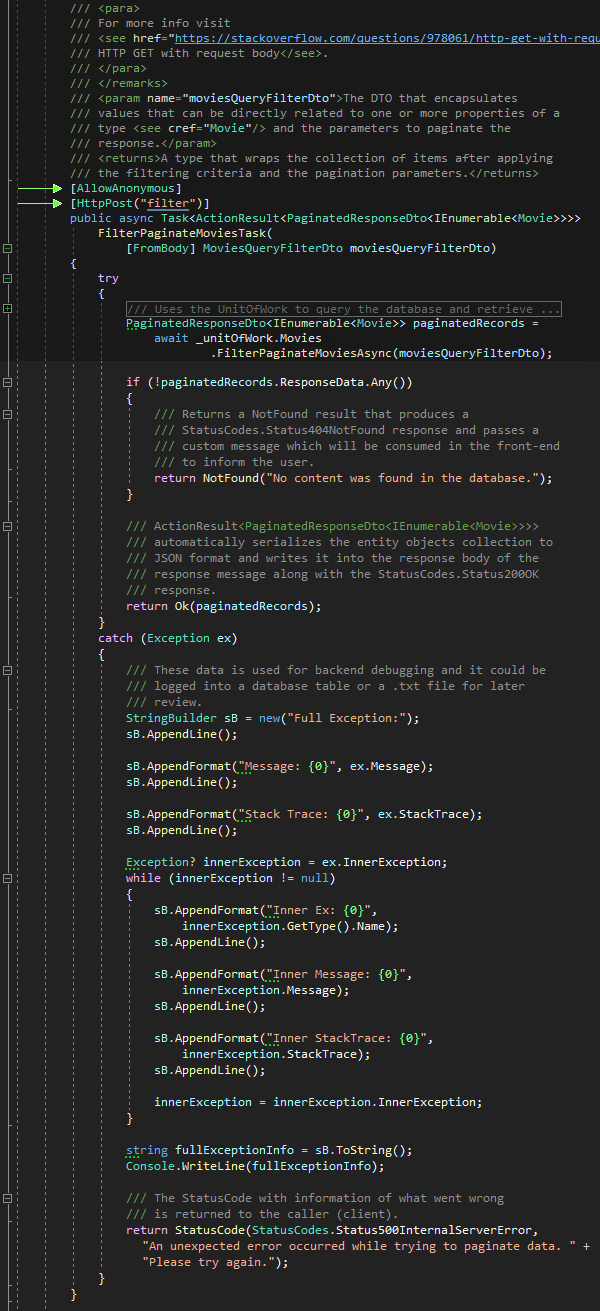 /// <para>
/// For more info visit
/// <see href="https://stackoverflow.com/questions/978061/http-get-with-requ
/// HTTP GET with request body</see>.
/// </para>
/// </remarks>
/// <param name="moviesQueryFilterDto">The DTO that encapsulates
/// values that can be directly related to one or more properties of a
/// type <see cref="Movie"/> and the parameters to paginate the
/// response.</param>
/// <returns>A type that wraps the collection of items after applying
/// the filtering criteria and the pagination parameters.</returns>
[AllowAnonymous]
[HttpPost("filter")]
public async Task<ActionResult<PaginatedResponseDto<IEnumerable<Movie>>>>
FilterPaginateMoviesTask(
[FromBody] MoviesQueryFilterDto moviesQueryFilterDto)
{
try
{
/// Uses the UnitOfWork to query the database and retrieve ...
PaginatedResponseDto<IEnumerable<Movie>> paginatedRecords =
await _unitOfWork.Movies
.FilterPaginateMoviesAsync(moviesQueryFilterDto);
if (!paginatedRecords.ResponseData.Any())
{
/// Returns a NotFound result that produces a
/// StatusCodes.Status404NotFound response and passes a
/// custom message which will be consumed in the front-end
/// to inform the user.
return NotFound("No content was found in the database.");
}
/// ActionResult<PaginatedResponseDto<IEnumerable<Movie>>>>
/// automatically serializes the entity objects collection to
/// JSON format and writes it into the response body of the
/// response message along with the StatusCodes.Status200OK
/// response.
return Ok(paginatedRecords);
}
catch (Exception ex)
{
/// These data is used for backend debugging and it could be
/// logged into a database table or a .txt file for later
/// review.
StringBuilder sB = new("Full Exception:");
sB.AppendLine();
sB.AppendFormat("Message: {0}", ex.Message);
sB.AppendLine();
sB.AppendFormat("Stack Trace: {0}", ex.StackTrace);
sB.AppendLine();
Exception? innerException = ex.InnerException;
while (innerException != null)
{
sB.AppendFormat("Inner Ex: {0}",
innerException.GetType().Name);
sB.AppendLine();
sB.AppendFormat("Inner Message: {0}",
innerException.Message);
sB.AppendLine();
sB.AppendFormat("Inner StackTrace: {0}",
innerException.StackTrace);
sB.AppendLine();
innerException = innerException.InnerException;
}
string fullExceptionInfo = sB.ToString();
Console.WriteLine(fullExceptionInfo);
/// The StatusCode with information of what went wrong
/// is returned to the caller (client).
return StatusCode(StatusCodes.Status500InternalServerError,
"An unexpected error occurred while trying to paginate data. " +
"Please try again.");
}
}